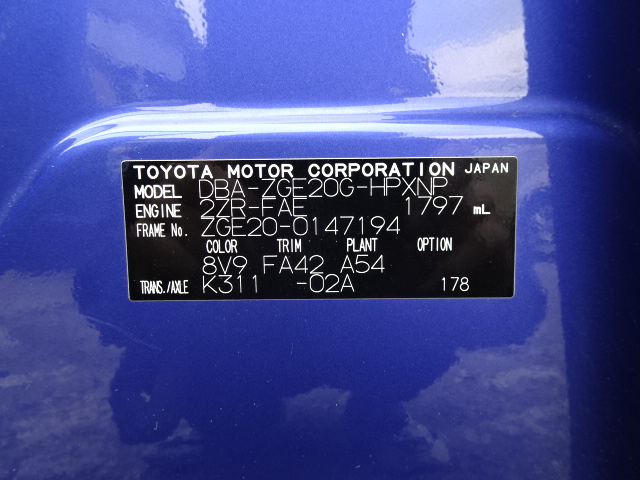 TOYOTA MOTOR CORPORATION JAPAN
MODEL DBA-ZGE20G-HPXNP
ENGINE 2ZR-FAE 1797 mL
FRAME No. ZGE20-0147194
COLOR TRIM PLANT OPTION
8V9 FA42 A54
TRANS./AXLE K311 -02A 178